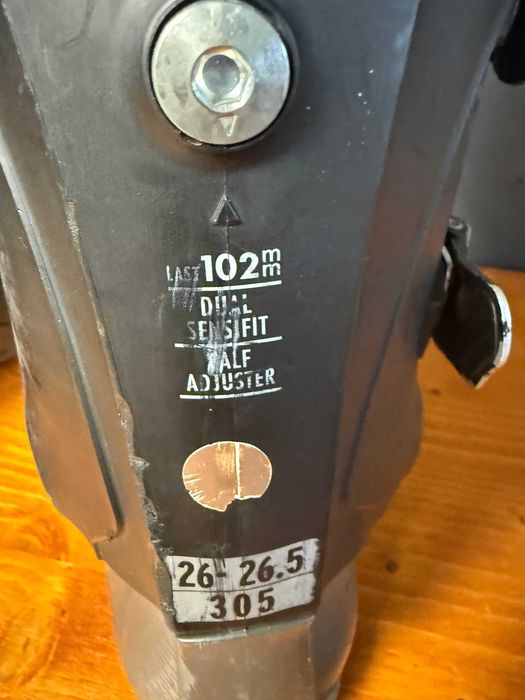 LAST 102mm
DUAL
SENSIFIT
CALF
ADJUSTER
26- 26.5
305